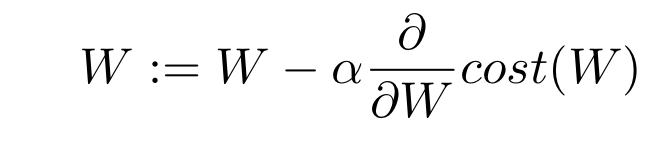 W := W − α ∂/∂W cost(W)